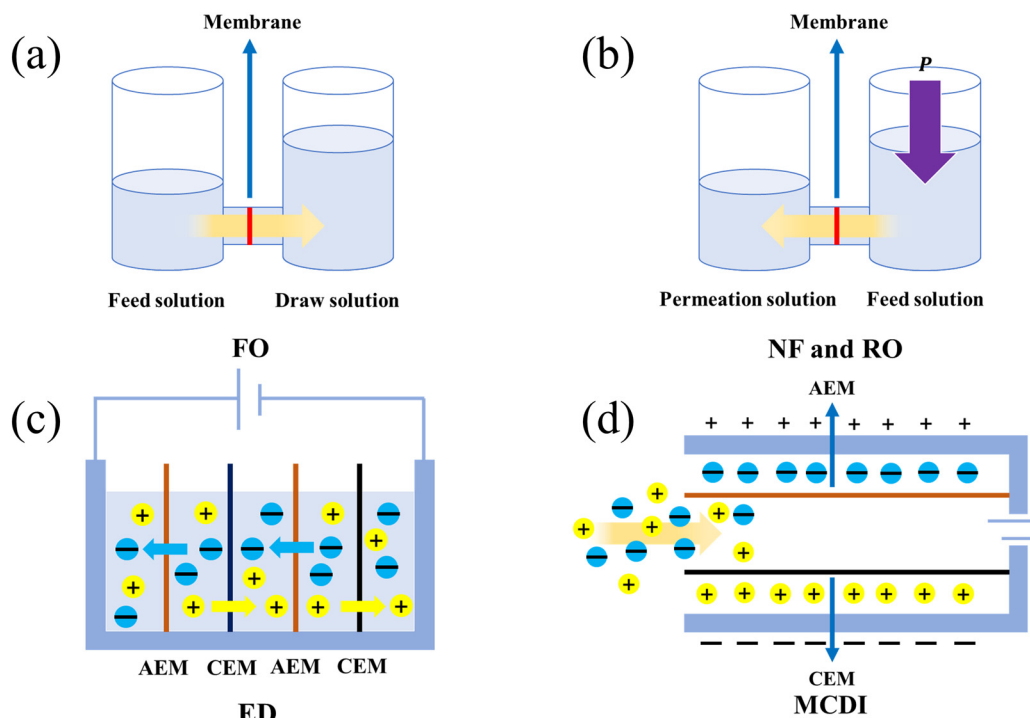 (a)
Membrane
Feed solution
Draw solution
FO
(b)
Membrane
P
Permeation solution
Feed solution
NF and RO
(c)
+ + + +
− − − −
+ + + + + +
−
AEM CEM AEM CEM
ED
(d)
AEM
+ + + + + + + +
− − − − − − − −
+ + + + + + + +
− − − − − − − −
CEM
MCDI